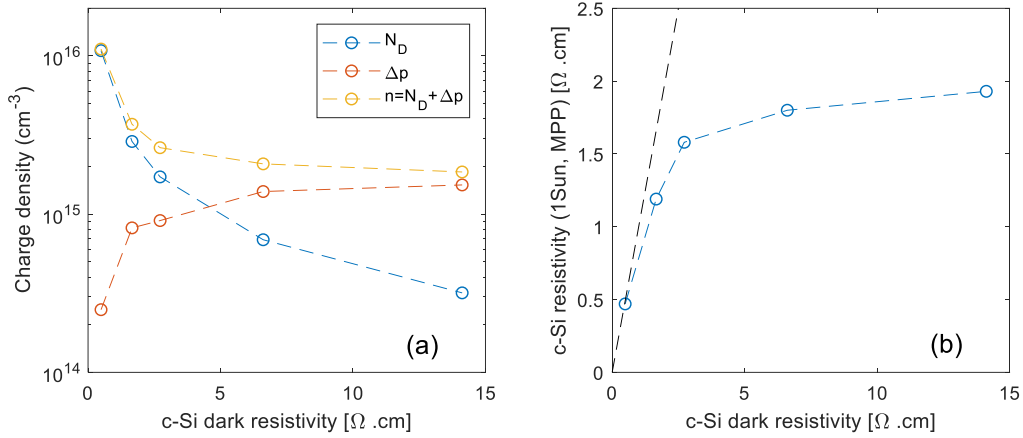 10^16
10^15
10^14
0
5
10
15
Charge density (cm^-3)
c-Si dark resistivity [Ω .cm]
N_D
Δp
n=N_D+Δp
(a)
2.5
2
1.5
1
0.5
0
0
5
10
15
c-Si resistivity (1Sun, MPP) [Ω .cm]
c-Si dark resistivity [Ω .cm]
(b)